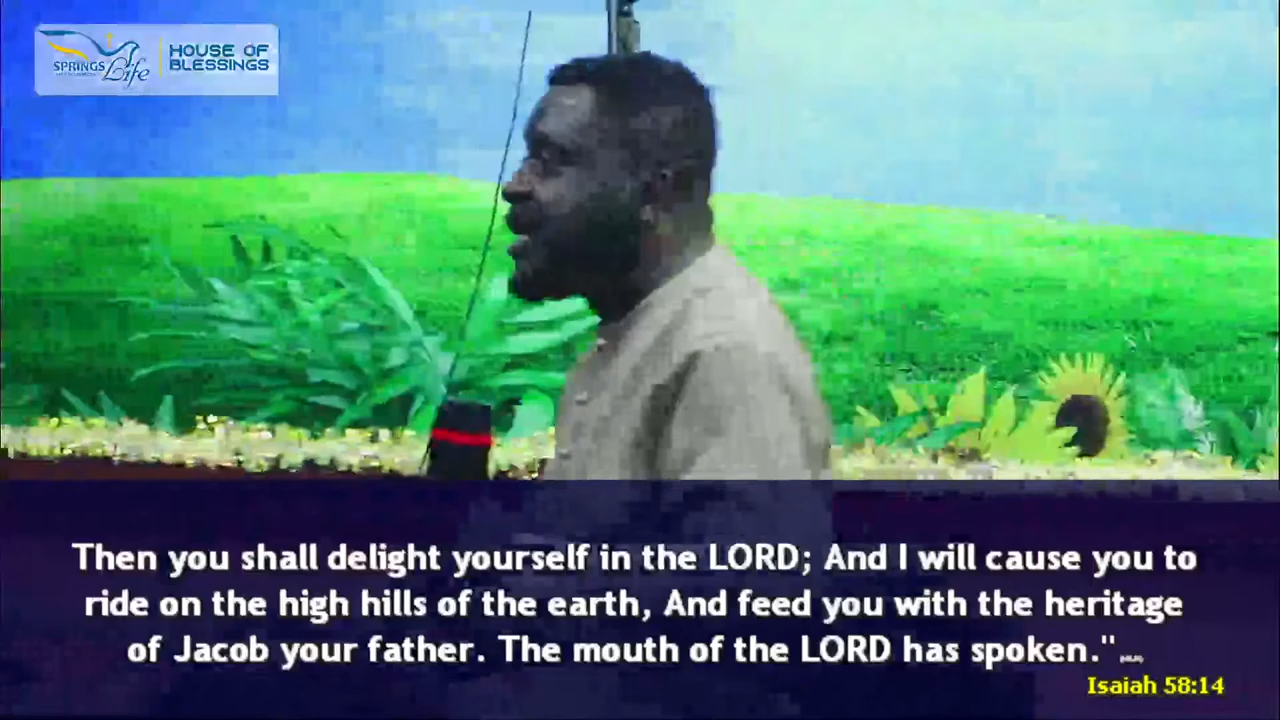 SPRINGS
Life
HOUSE OF
BLESSINGS
Then you shall delight yourself in the LORD; And I will cause you to
ride on the high hills of the earth, And feed you with the heritage
of Jacob your father. The mouth of the LORD has spoken."
Isaiah 58:14